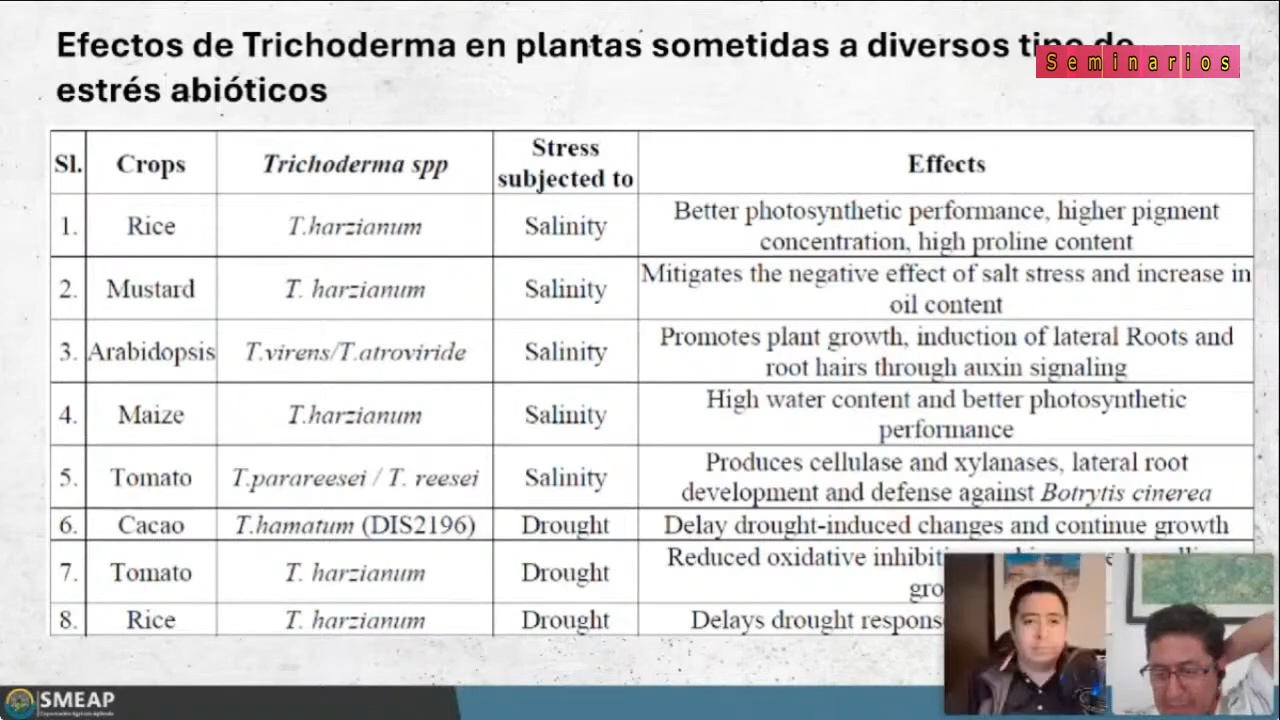 Efectos de Trichoderma en plantas sometidas a diversos tipo de
Seminarios
estrés abióticos
Sl. Crops Trichoderma spp Stress subjected to Effects
1. Rice T.harzianum Salinity Better photosynthetic performance, higher pigment
concentration, high proline content
2. Mustard T. harzianum Salinity Mitigates the negative effect of salt stress and increase in
oil content
3. Arabidopsis T.virens/T.atroviride Salinity Promotes plant growth, induction of lateral Roots and
root hairs through auxin signaling
4. Maize T.harzianum Salinity High water content and better photosynthetic
performance
5. Tomato T.parareesei / T. reesei Salinity Produces cellulase and xylanases, lateral root
development and defense against Botrytis cinerea
6. Cacao T.hamatum (DIS2196) Drought Delay drought-induced changes and continue growth
7. Tomato T. harzianum Drought Reduced oxidative
8. Rice T. harzianum Drought Delays drought
SMEAP